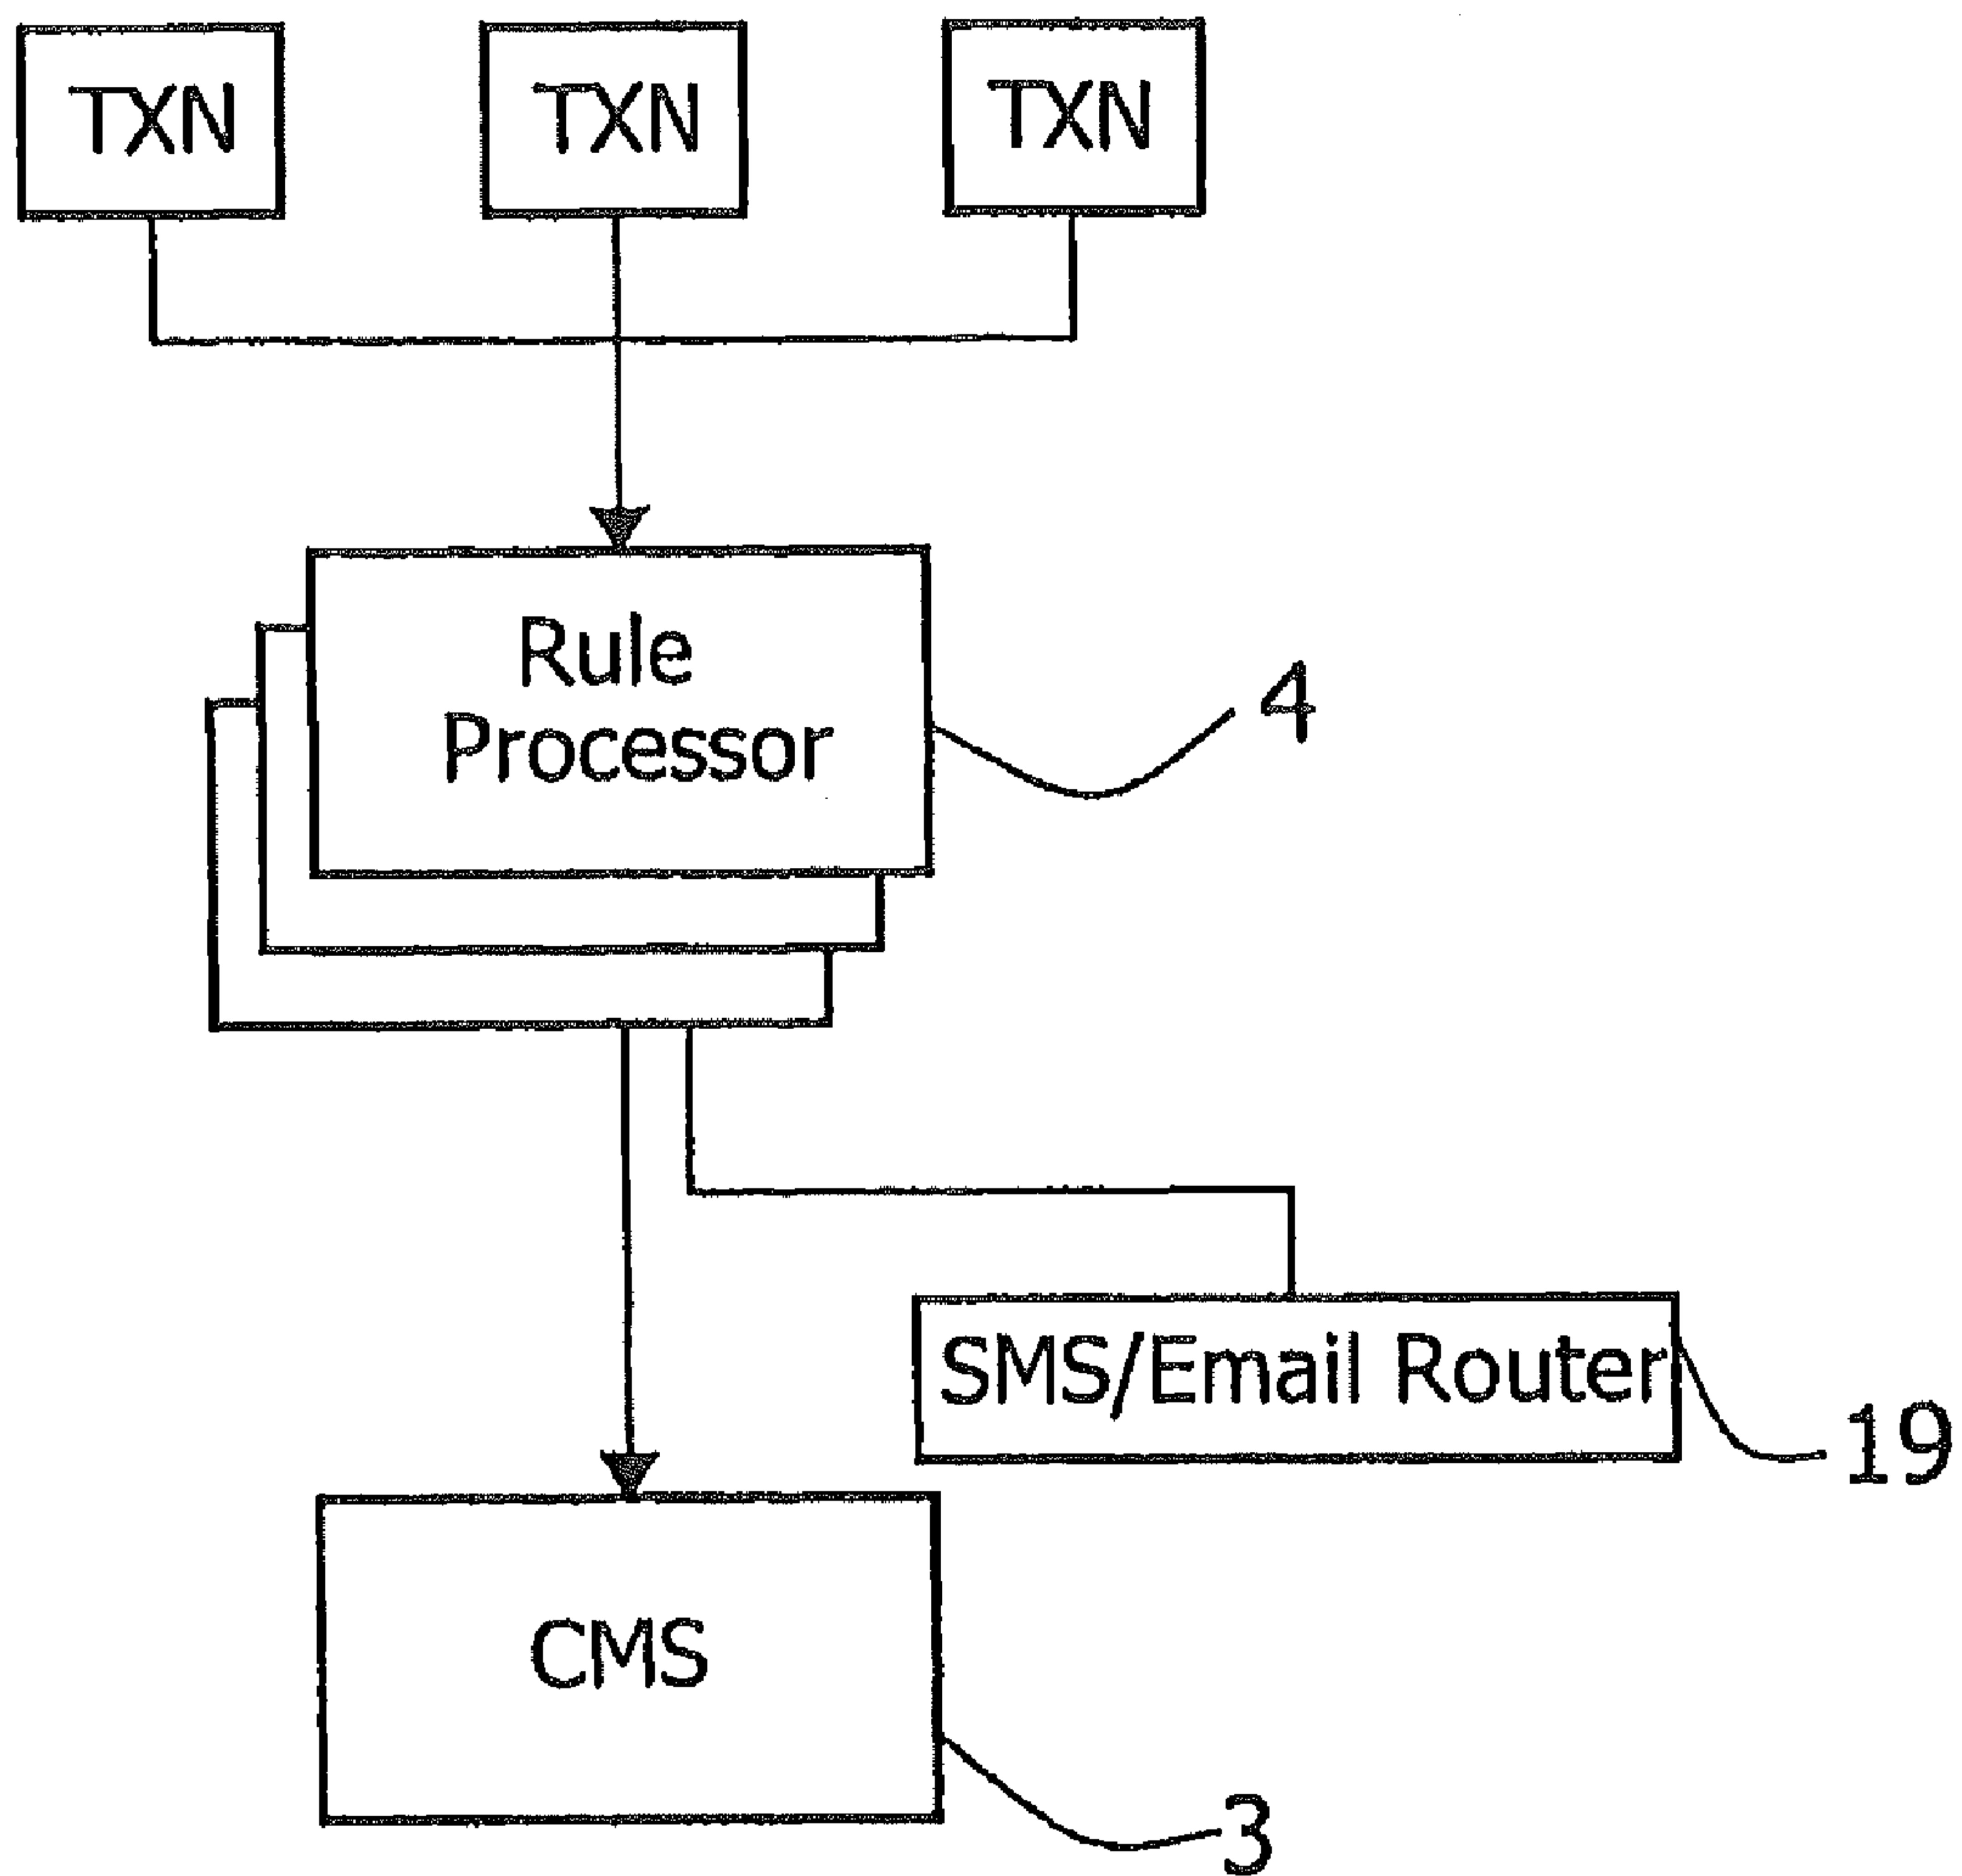 TXN
TXN
TXN
Rule
Processor
4
SMS/Email Router
19
CMS
3